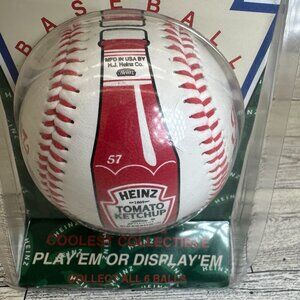 BASEBALL
MFD IN USA BY
H.J. Heinz Co.
57
HEINZ
TOMATO
KETCHUP
COOLEST COLLECTIBLE
PLAY'EM OR DISPLAY'EM
COLLECT ALL 6 BALLS
HEINZ